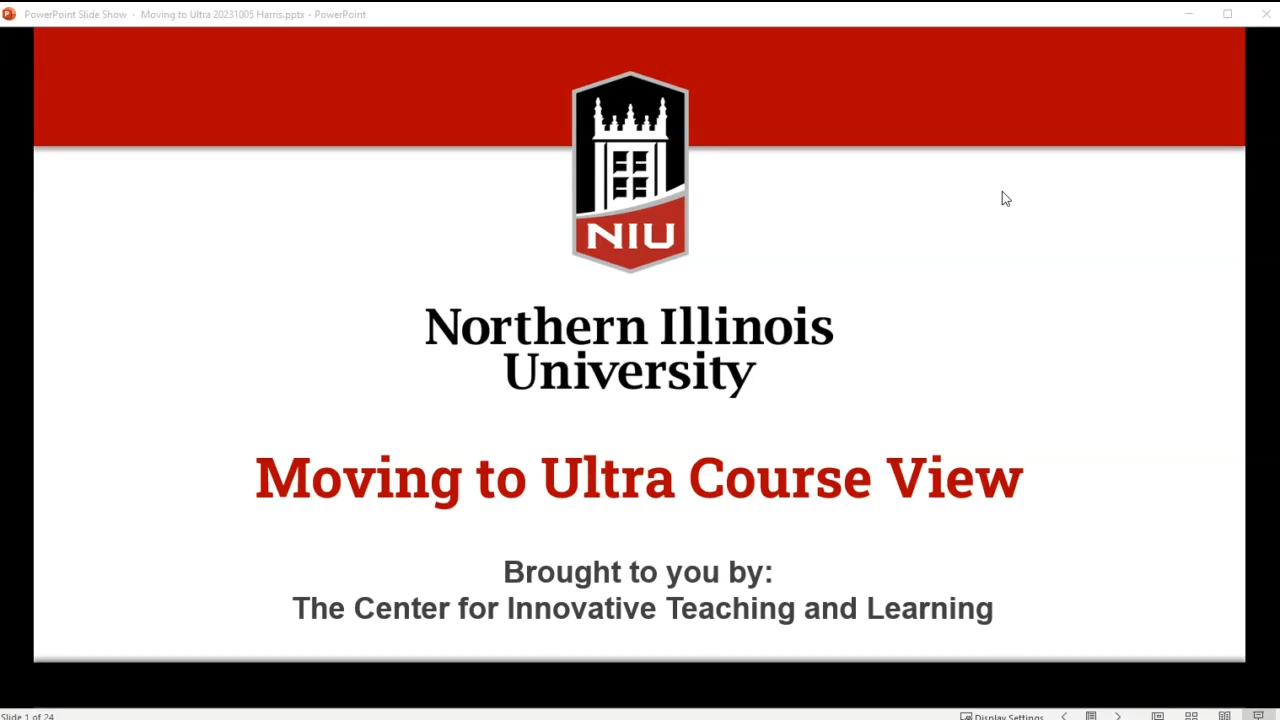 PowerPoint Slide Show - Moving to Ultra 20231005 Harris.pptx - PowerPoint
NIU
Northern Illinois
University
Moving to Ultra Course View
Brought to you by:
The Center for Innovative Teaching and Learning
Slide 1 of 24
Display Settings